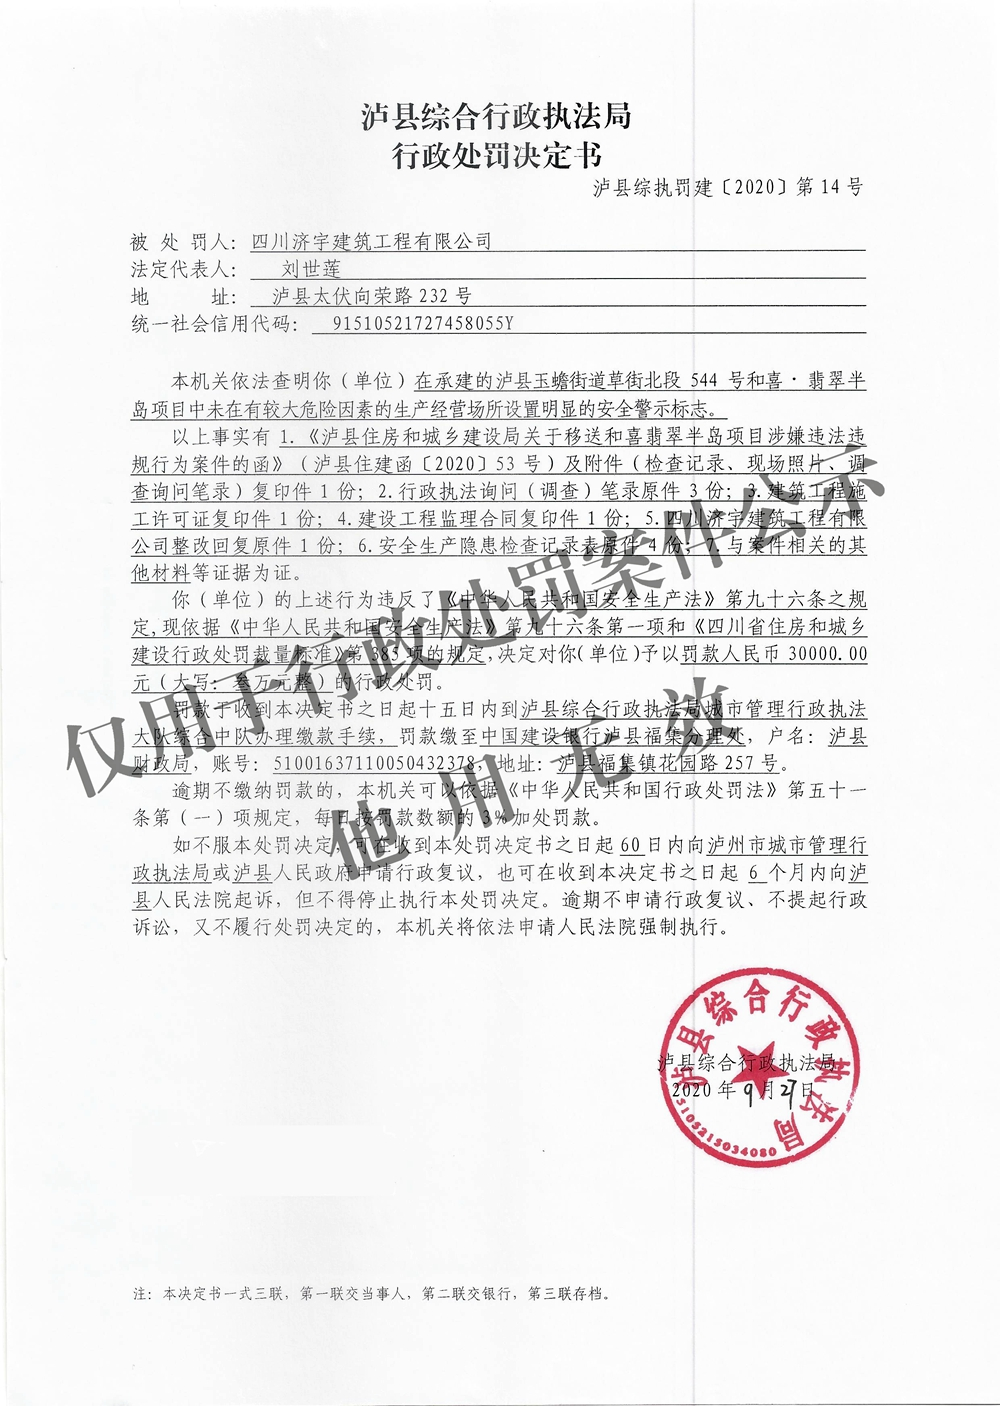 泸县综合行政执法局
行政处罚决定书
泸县综执罚建〔2020〕第14号
被 处 罚人：四川济宇建筑工程有限公司
法定代表人： 刘世莲
地 址： 泸县太伏向荣路232号
统一社会信用代码： 91510521727458055Y
本机关依法查明你（单位）在承建的泸县玉蟾街道草街北段544号和喜·翡翠半
岛项目中未在有较大危险因素的生产经营场所设置明显的安全警示标志。
以上事实有 1.《泸县住房和城乡建设局关于移送和喜翡翠半岛项目涉嫌违法违
规行为案件的函》（泸县住建函〔2020〕53号）及附件（检查记录、现场照片、调
查询问笔录）复印件1份；2.行政执法询问（调查）笔录原件3份；3.建筑工程施
工许可证复印件1份；4.建设工程监理合同复印件1份；5.四川济宇建筑工程有限
公司整改回复原件1份；6.安全生产隐患检查记录表原件4份；7.与案件相关的其
他材料等证据为证。
你（单位）的上述行为违反了《中华人民共和国安全生产法》第九十六条之规
定，现依据《中华人民共和国安全生产法》第九十六条第一项和《四川省住房和城乡
建设行政处罚裁量标准》第385项的规定，决定对你（单位）予以罚款人民币30000.00
元（大写：叁万元整）的行政处罚。
罚款于收到本决定书之日起十五日内到泸县综合行政执法局城市管理行政执法
大队综合中队办理缴款手续，罚款缴至中国建设银行泸县福集分理处，户名：泸县
财政局，账号：51001637110050432378，地址：泸县福集镇花园路257号。
逾期不缴纳罚款的，本机关可以依据《中华人民共和国行政处罚法》第五十一
条第（一）项规定，每日按罚款数额的3%加处罚款。
如不服本处罚决定，可在收到本处罚决定书之日起60日内向泸州市城市管理行
政执法局或泸县人民政府申请行政复议，也可在收到本决定书之日起6个月内向泸
县人民法院起诉，但不得停止执行本处罚决定。逾期不申请行政复议、不提起行政
诉讼，又不履行处罚决定的，本机关将依法申请人民法院强制执行。
泸县综合行政执法局
2020年9月27日
泸县综合行政执法局
5105215034080
注：本决定书一式三联，第一联交当事人，第二联交银行，第三联存档。
仅用于行政处罚案件公示
他用无效